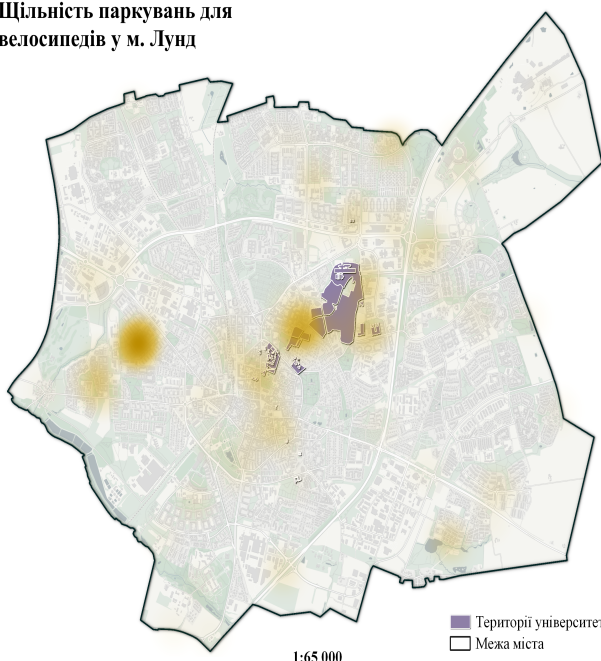 Щільність паркувань для
велосипедів у м. Лунд
Території університет
Межа міста
1:65 000